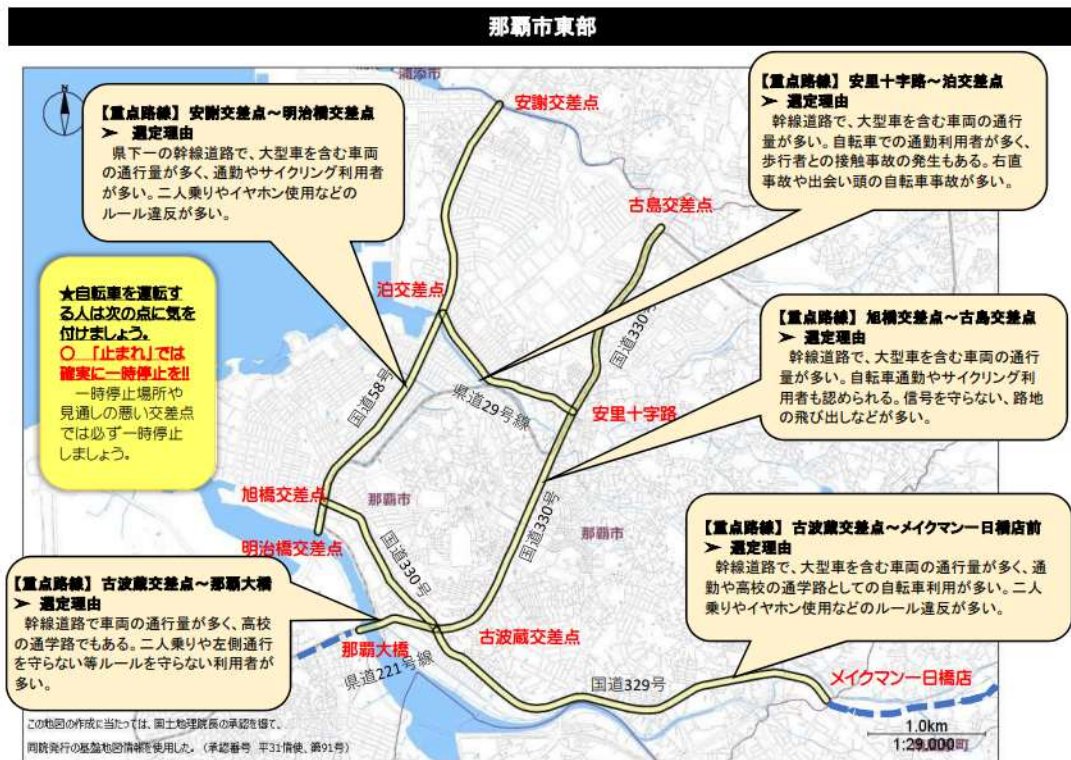 那覇市東部
N
浦添市
【重点路線】 安謝交差点～明治橋交差点
➢ 選定理由
県下一の幹線道路で、大型車を含む車両
の通行量が多く、通勤やサイクリング利用者
が多い。二人乗りやイヤホン使用などの
ルール違反が多い。
安謝交差点
【重点路線】 安里十字路～泊交差点
➢ 選定理由
幹線道路で、大型車を含む車両の通行
量が多い。自転車での通勤利用者が多く、
歩行者との接触事故の発生もある。右直
事故や出会い頭の自転車事故が多い。
古島交差点
★自転車を運転す
る人は次の点に気を
付けましょう。
○ 「止まれ」では
確実に一時停止を!!
一時停止場所や
見通しの悪い交差点
では必ず一時停止
しましょう。
泊交差点
国道58号
県道29号線
国道330号
安里十字路
【重点路線】 旭橋交差点～古島交差点
➢ 選定理由
幹線道路で、大型車を含む車両の通行
量が多い。自転車通勤やサイクリング利
用者も認められる。信号を守らない、路地
の飛び出しなどが多い。
旭橋交差点
那覇市
国道330号
那覇市
明治橋交差点
国道330号
【重点路線】 古波蔵交差点～メイクマン一日橋店前
➢ 選定理由
幹線道路で、大型車を含む車両の通行量が多く、通
勤や高校の通学路としての自転車利用が多い。二人
乗りやイヤホン使用などのルール違反が多い。
【重点路線】 古波蔵交差点～那覇大橋
➢ 選定理由
幹線道路で車両の通行量が多く、高校
の通学路でもある。二人乗りや左側通行
を守らない等ルールを守らない利用者が
多い。
那覇大橋
県道221号線
古波蔵交差点
国道329号
メイクマン一日橋店
この地図の作成に当たっては、国土地理院長の承認を得て、
同院発行の基盤地図情報を使用した。（承認番号 平31情使、第91号）
1.0km
1:29,000